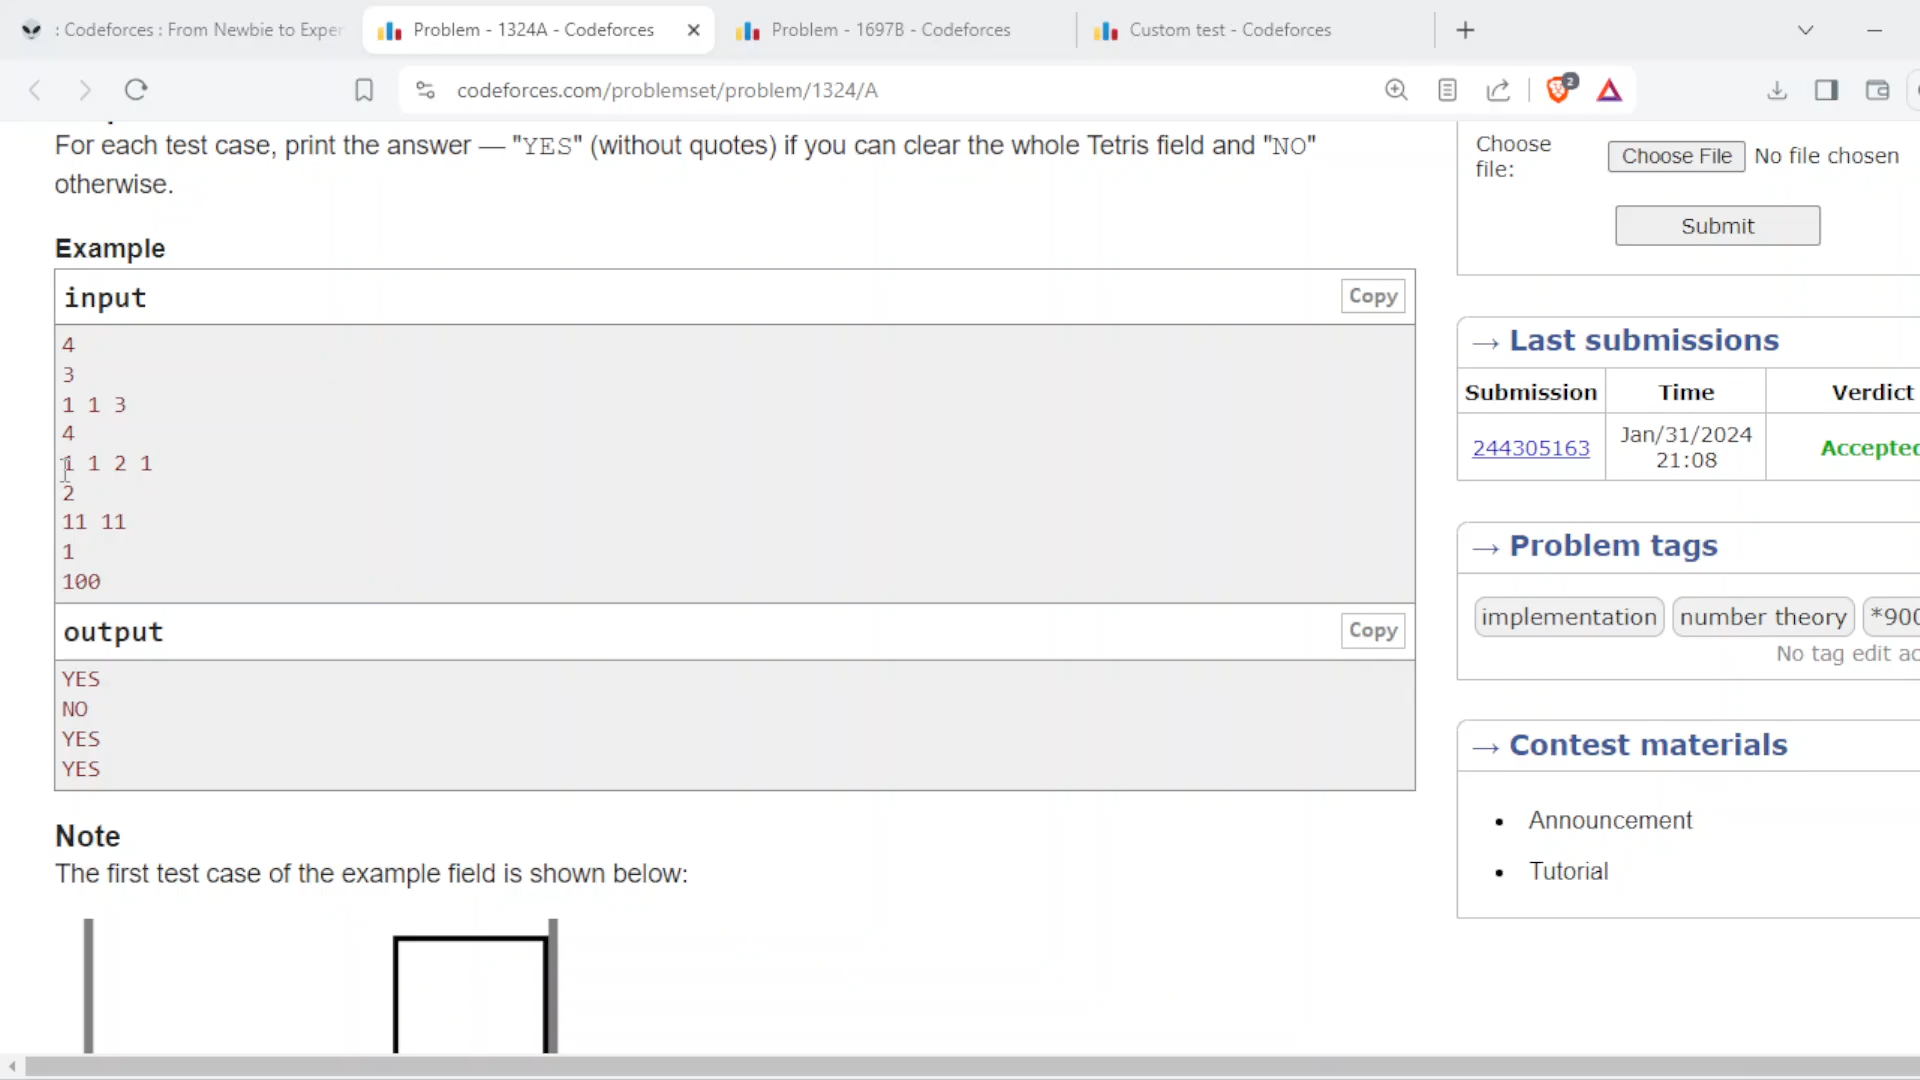 : Codeforces : From Newbie to Exper
Problem - 1324A - Codeforces
Problem - 1697B - Codeforces
Custom test - Codeforces
codeforces.com/problemset/problem/1324/A
2
For each test case, print the answer — "YES" (without quotes) if you can clear the whole Tetris field and "NO"
otherwise.
Example
input
Copy
4
3
1 1 3
4
1 1 2 1
2
11 11
1
100
output
Copy
YES
NO
YES
YES
Note
The first test case of the example field is shown below:
Choose
file:
Choose File No file chosen
Submit
→ Last submissions
Submission Time Verdict
244305163 Jan/31/2024
21:08
Accepted
→ Problem tags
implementation number theory *900
No tag edit ac
→ Contest materials
• Announcement
• Tutorial